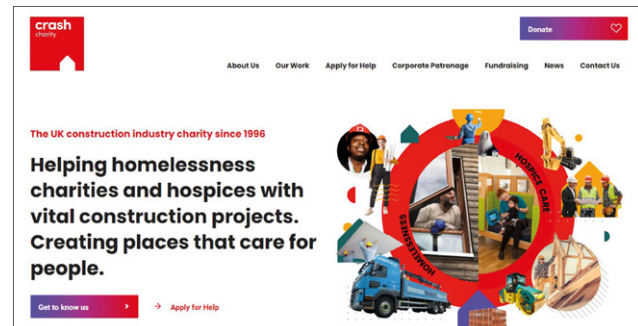 crash
charity
Donate
About Us Our Work Apply for Help Corporate Patronage Fundraising News Contact Us
The UK construction industry charity since 1996
Helping homelessness
charities and hospices with
vital construction projects.
Creating places that care for
people.
HOMELESSNESS
HOSPICE CARE
Get to know us
Apply for Help